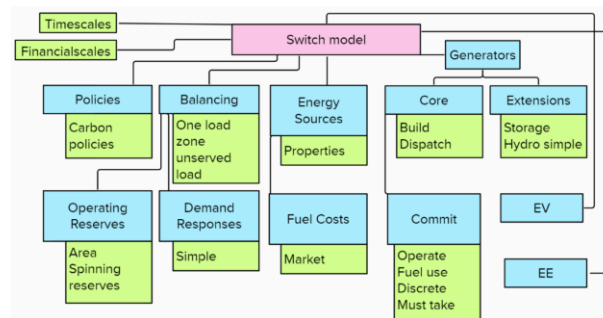 Timescales
Switch model
Financialscales
Generators
Policies
Carbon
policies
Balancing
One load
zone
unserved
load
Energy
Sources
Properties
Core
Build
Dispatch
Extensions
Storage
Hydro simple
Operating
Reserves
Area
Spinning
reserves
Demand
Responses
Simple
Fuel Costs
Market
Commit
Operate
Fuel use
Discrete
Must take
EV
EE